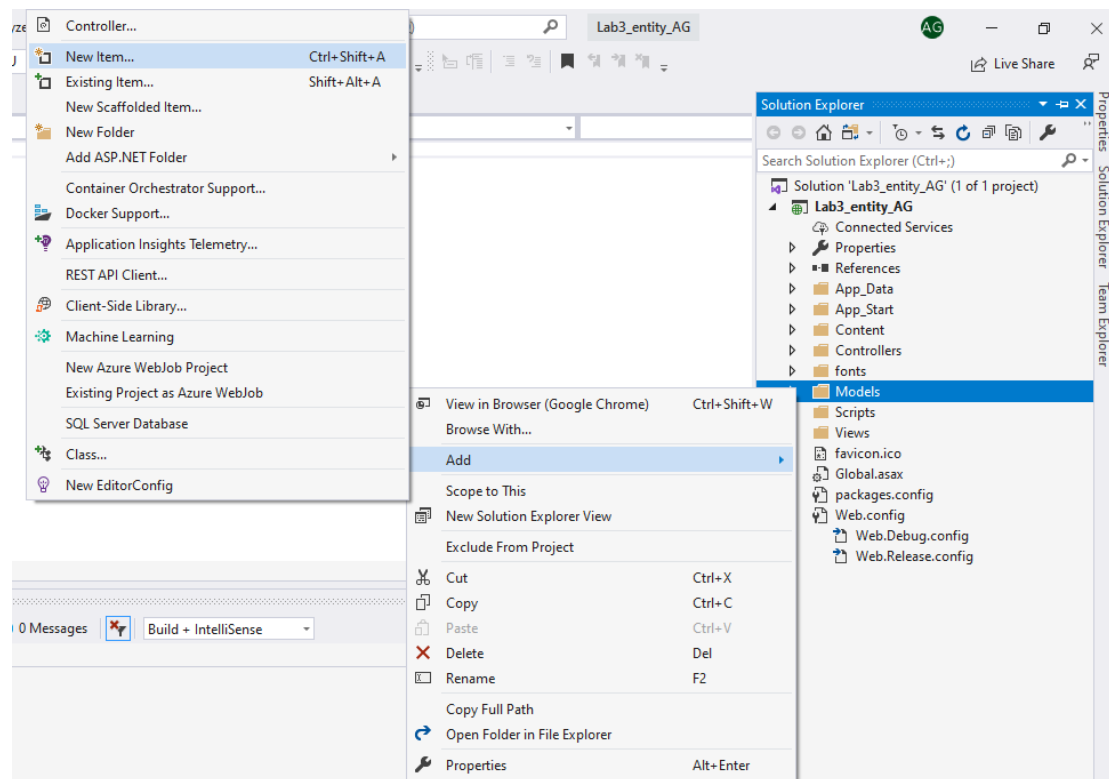 yze
Controller...
New Item... Ctrl+Shift+A
Existing Item... Shift+Alt+A
New Scaffolded Item...
New Folder
Add ASP.NET Folder
Container Orchestrator Support...
Docker Support...
Application Insights Telemetry...
REST API Client...
Client-Side Library...
Machine Learning
New Azure WebJob Project
Existing Project as Azure WebJob
SQL Server Database
Class...
New EditorConfig
Lab3_entity_AG
AG
Live Share
Solution Explorer
Search Solution Explorer (Ctrl+;)
Solution 'Lab3_entity_AG' (1 of 1 project)
Lab3_entity_AG
Connected Services
Properties
References
App_Data
App_Start
Content
Controllers
fonts
Models
Scripts
Views
favicon.ico
Global.asax
packages.config
Web.config
Web.Debug.config
Web.Release.config
Properties
Solution Explorer
Team Explorer
View in Browser (Google Chrome) Ctrl+Shift+W
Browse With...
Add
Scope to This
New Solution Explorer View
Exclude From Project
Cut Ctrl+X
Copy Ctrl+C
Paste Ctrl+V
Delete Del
Rename F2
Copy Full Path
Open Folder in File Explorer
Properties Alt+Enter
0 Messages
Build + IntelliSense